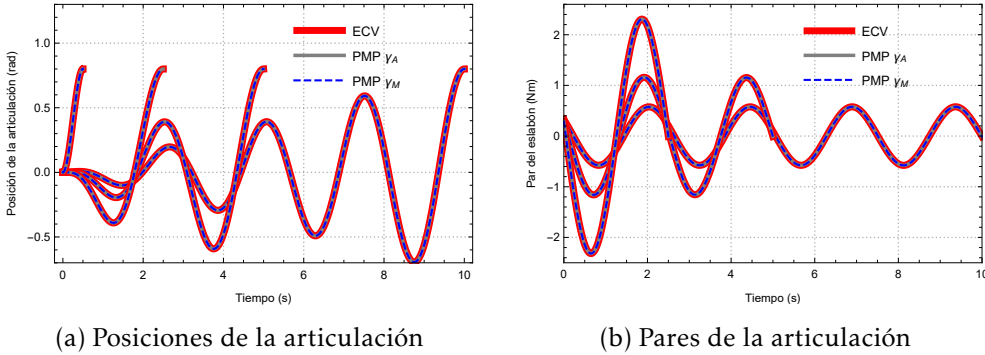 ECV
PMP γA
PMP γM
1.0
0.5
0.0
−0.5
0
2
4
6
8
10
Posición de la articulación (rad)
Tiempo (s)
(a) Posiciones de la articulación
ECV
PMP γA
PMP γM
2
1
0
−1
−2
0
2
4
6
8
10
Par del eslabón (Nm)
Tiempo (s)
(b) Pares de la articulación